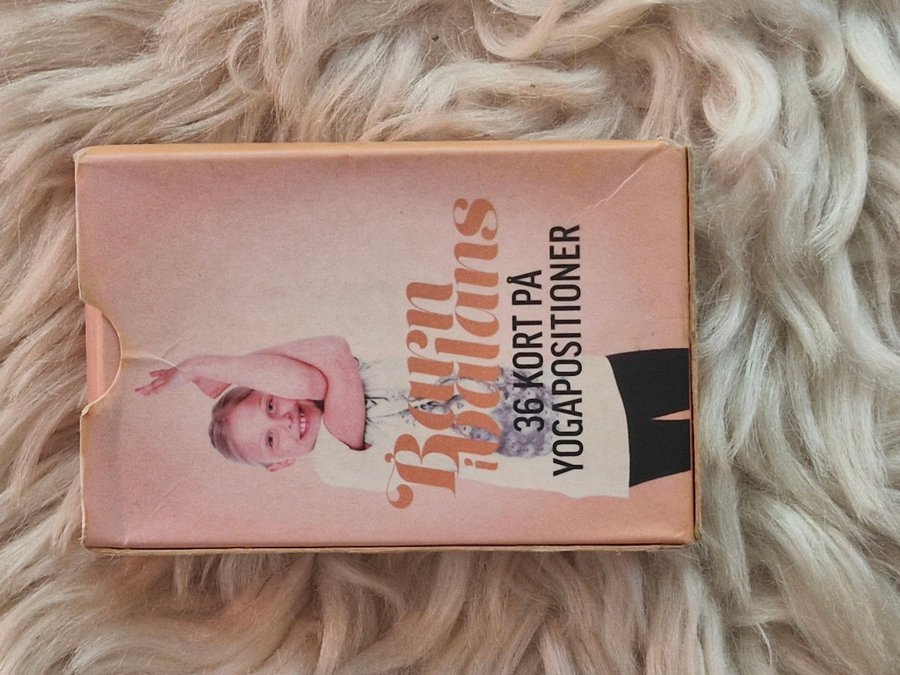 Barn
i balans
36 KORT PÅ
YOGAPOSITIONER